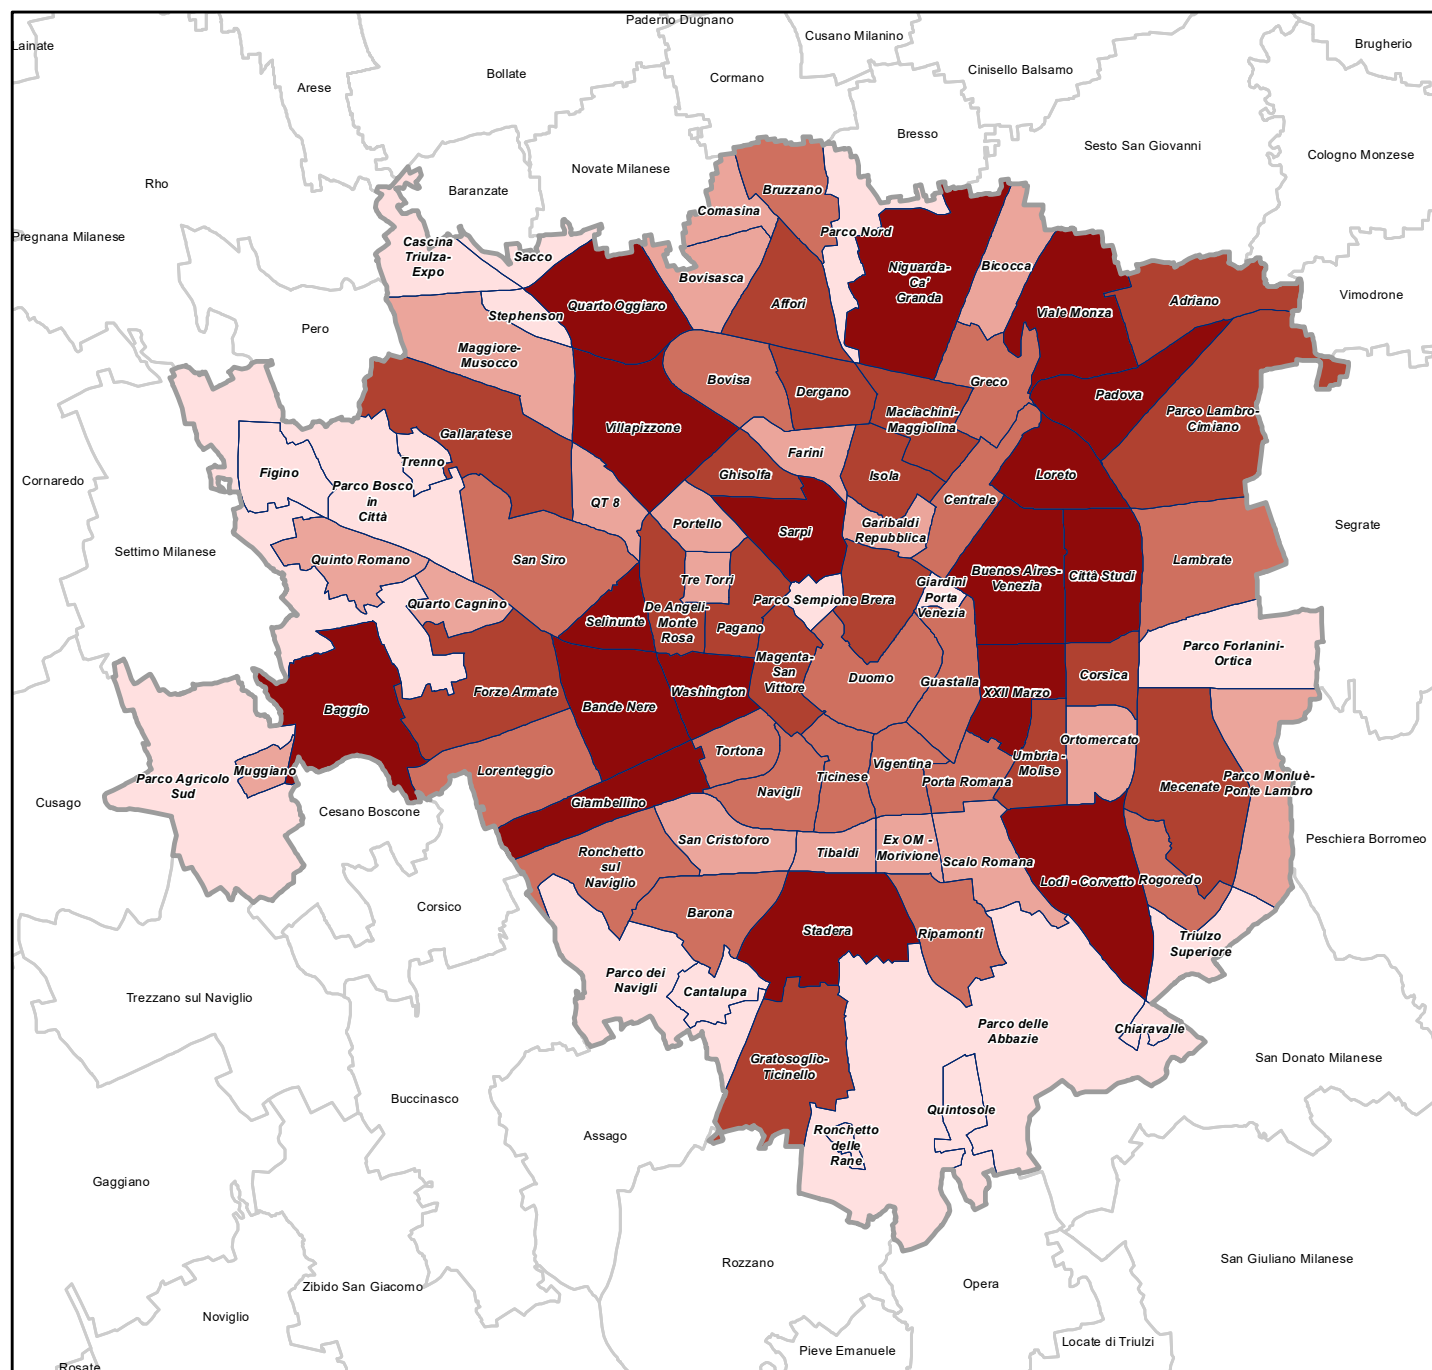 Paderno Dugnano
Lainate
Cusano Milanino
Brugherio
Bollate
Cormano
Cinisello Balsamo
Arese
Bresso
Sesto San Giovanni
Cologno Monzese
Novate Milanese
Rho
Baranzate
Bruzzano
Comasina
Parco Nord
Pregnana Milanese
Cascina
Triulza-
Expo
Sacco
Bovisasca
Niguarda-
Ca'
Granda
Bicocca
Vimodrone
Quarto Oggiaro
Affori
Viale Monza
Adriano
Stephenson
Pero
Maggiore-
Musocco
Bovisa
Dergano
Greco
Padova
Maciachini-
Maggiolina
Parco Lambro-
Cimiano
Villapizzone
Gallaratese
Farini
Trenno
Figino
Ghisolfa
Isola
Loreto
Cornaredo
Parco Bosco
in
Città
QT 8
Centrale
Portello
Sarpi
Garibaldi
Repubblica
Segrate
Settimo Milanese
Quinto Romano
San Siro
Lambrate
Tre Torri
Buenos Aires-
Venezia
Città Studi
Giardini
Porta
Venezia
Quarto Cagnino
Parco Sempione
Brera
De Angeli-
Monte
Rosa
Selinunte
Pagano
Parco Forlanini-
Ortica
Magenta-
San
Vittore
Duomo
Guastalla
Corsica
Forze Armate
Washington
XXII Marzo
Bande Nere
Baggio
Ortomercato
Tortona
Umbria -
Molise
Vigentina
Muggiano
Lorenteggio
Ticinese
Porta Romana
Parco Agricolo
Sud
Navigli
Mecenate
Parco Monluè-
Ponte Lambro
Cusago
Giambellino
Cesano Boscone
San Cristoforo
Peschiera Borromeo
Ronchetto
sul
Naviglio
Tibaldi
Ex OM -
Morivione
Scalo Romana
Lodi - Corvetto
Rogoredo
Corsico
Barona
Stadera
Ripamonti
Triulzo
Superiore
Parco dei
Navigli
Cantalupa
Trezzano sul Naviglio
Parco delle
Abbazie
Chiaravalle
San Donato Milanese
Gratosoglio-
Ticinello
Buccinasco
Quintosole
Assago
Ronchetto
delle
Rane
Gaggiano
Rozzano
San Giuliano Milanese
Opera
Zibido San Giacomo
Noviglio
Locate di Triulzi
Pieve Emanuele
Rosate